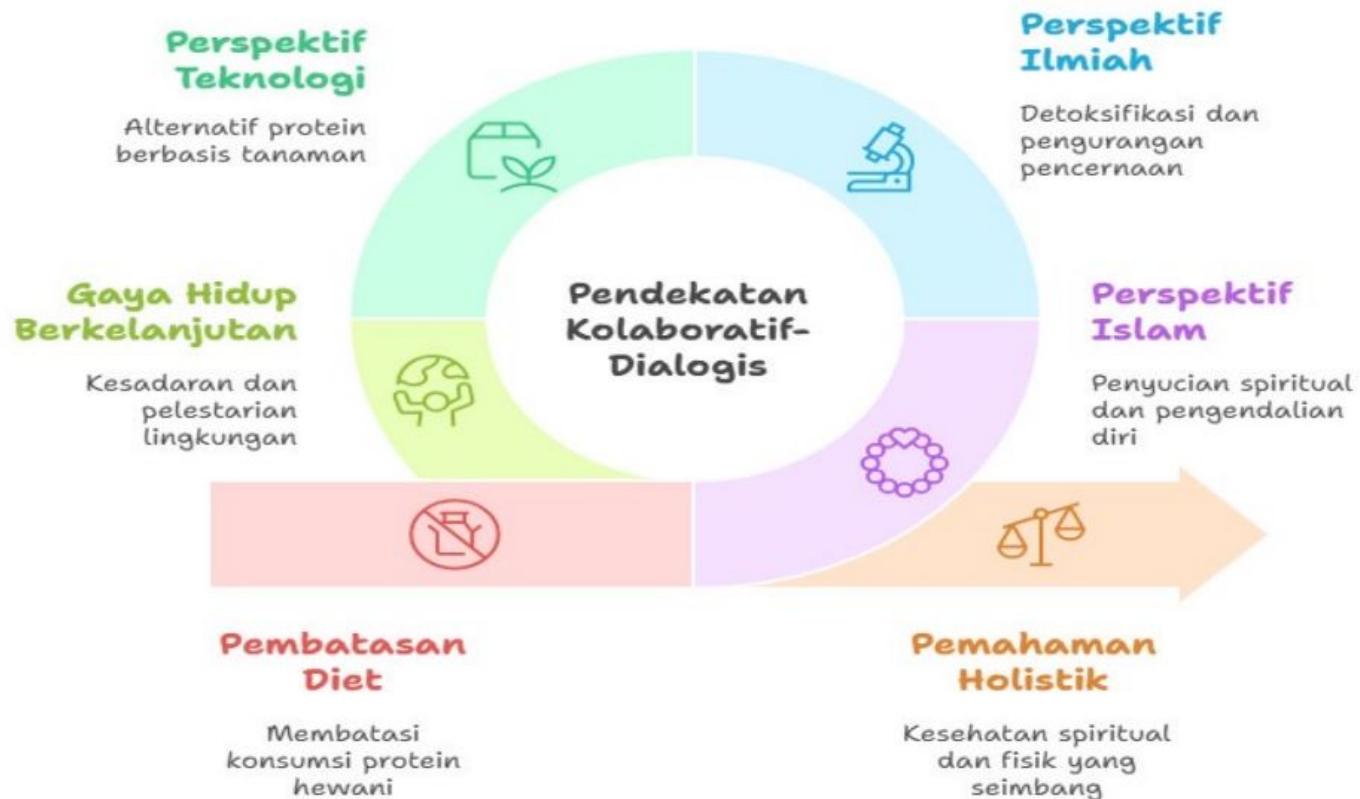 Perspektif
Teknologi
Alternatif protein
berbasis tanaman
Perspektif
Ilmiah
Detoksifikasi dan
pengurangan
pencernaan
Gaya Hidup
Berkelanjutan
Kesadaran dan
pelestarian
lingkungan
Pendekatan
Kolaboratif-
Dialogis
Perspektif
Islam
Penyucian spiritual
dan pengendalian
diri
Pembatasan
Diet
Membatasi
konsumsi protein
hewani
Pemahaman
Holistik
Kesehatan spiritual
dan fisik yang
seimbang